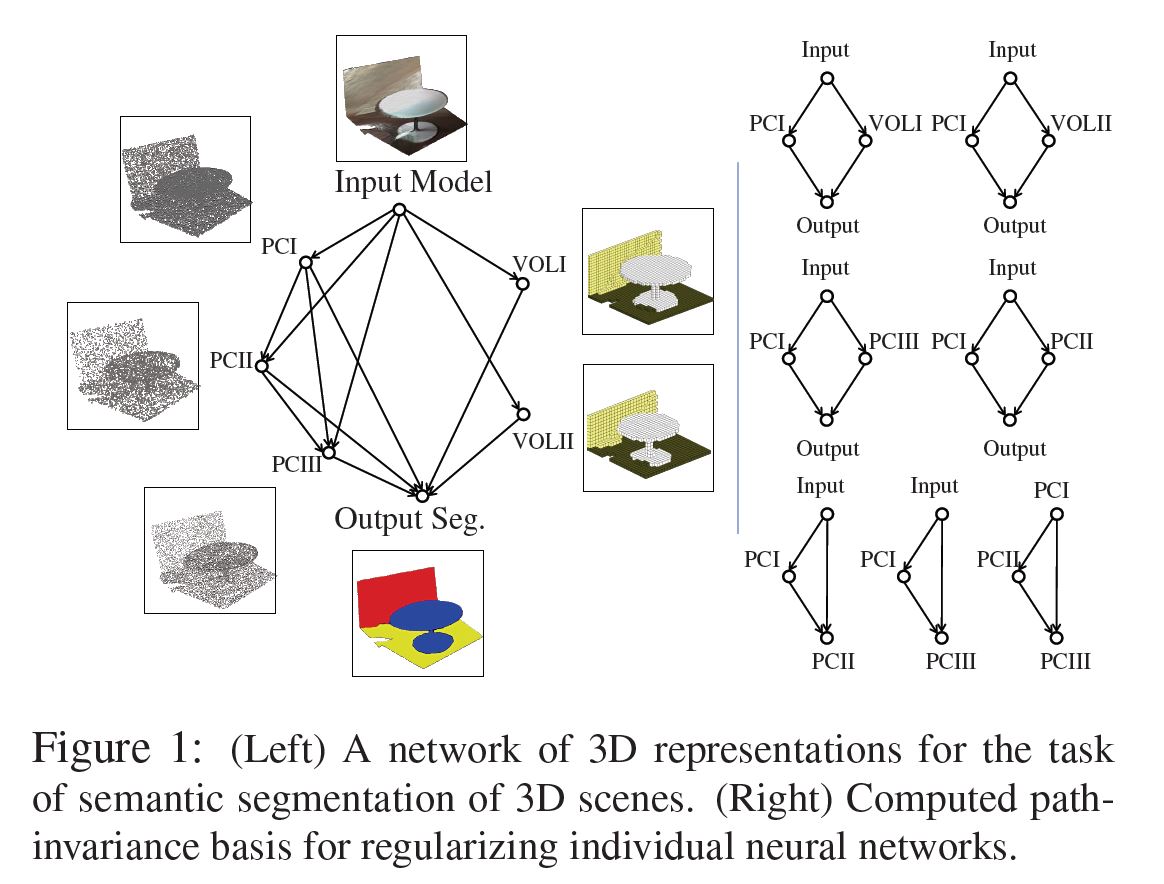 Input Model
PCI
VOLI
PCII
VOLII
PCIII
Output Seg.
Input Input
PCI VOLI PCI VOLII
Output Output
Input Input
PCI PCIII PCI PCII
Output Output
Input Input PCI
PCI PCI PCII
PCII PCIII PCIII
Figure 1: (Left) A network of 3D representations for the task
of semantic segmentation of 3D scenes. (Right) Computed path-
invariance basis for regularizing individual neural networks.